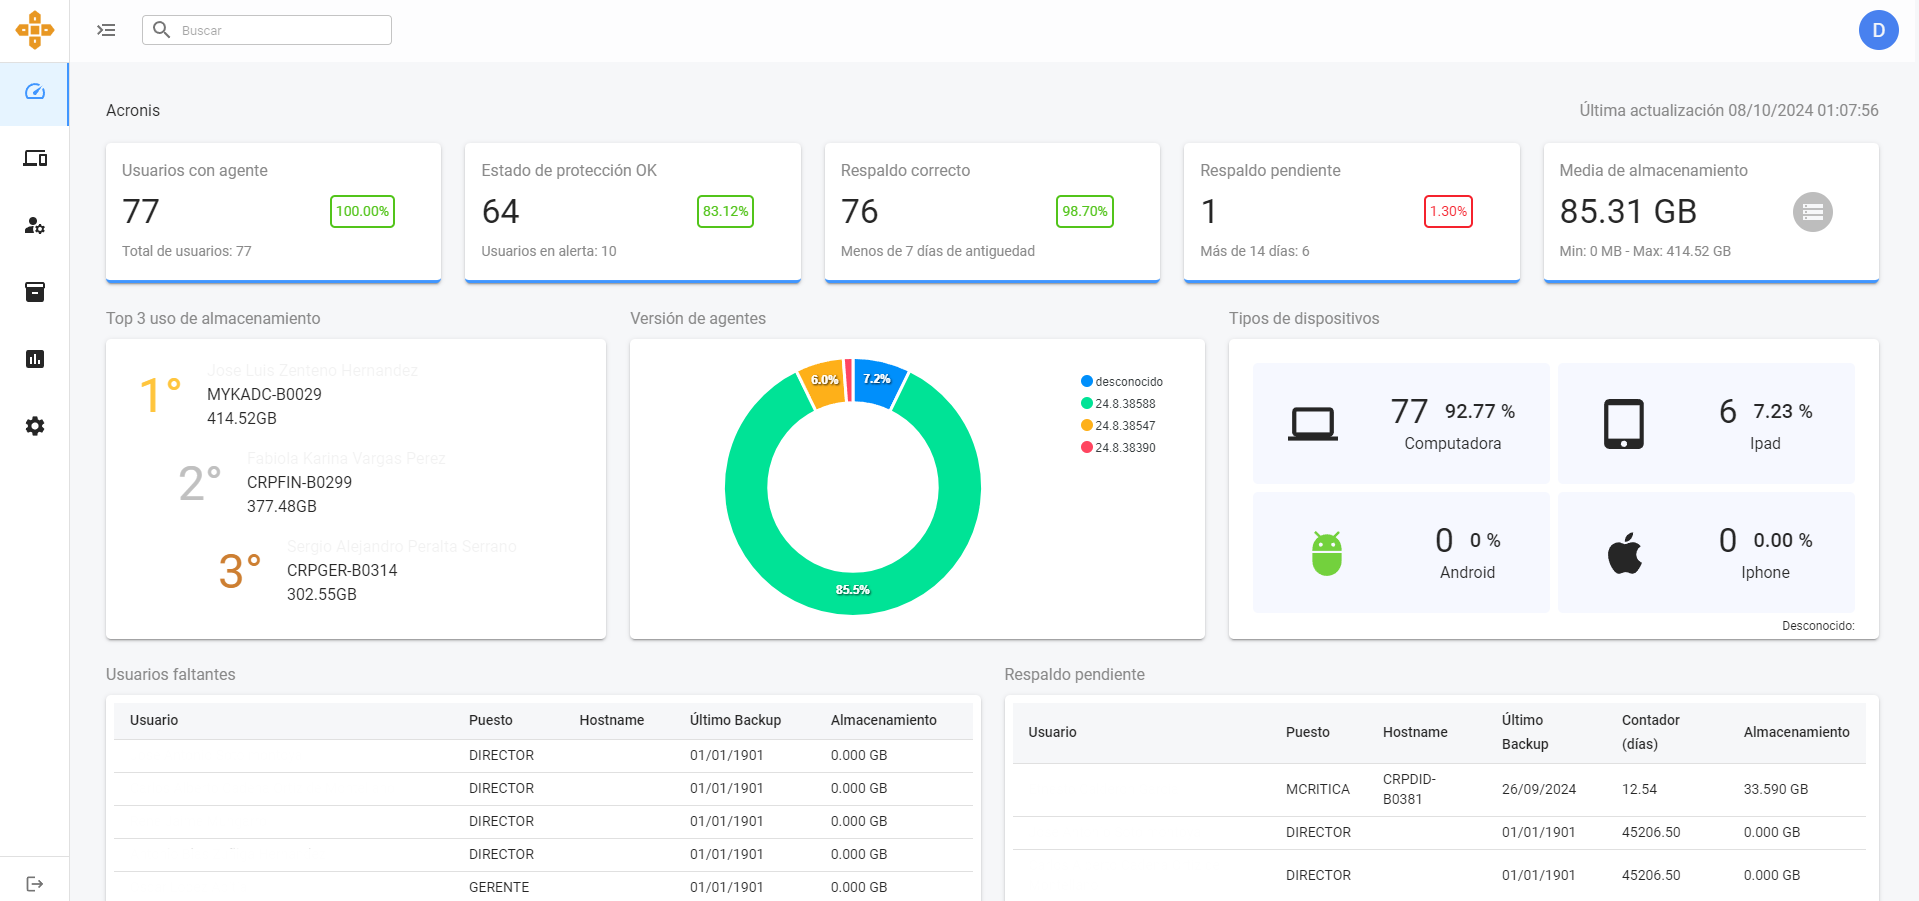 Buscar
D
Acronis
Última actualización 08/10/2024 01:07:56
Usuarios con agente
77
100.00%
Total de usuarios: 77
Estado de protección OK
64
83.12%
Usuarios en alerta: 10
Respaldo correcto
76
98.70%
Menos de 7 días de antiguedad
Respaldo pendiente
1
1.30%
Más de 14 días: 6
Media de almacenamiento
85.31 GB
Min: 0 MB - Max: 414.52 GB
Top 3 uso de almacenamiento
1°
Jose Luis Zenteno Hernandez
MYKADC-B0029
414.52GB
2°
Fabiola Karina Vargas Perez
CRPFIN-B0299
377.48GB
3°
Sergio Alejandro Peralta Serrano
CRPGER-B0314
302.55GB
Versión de agentes
6.0%
7.2%
85.5%
desconocido
24.8.38588
24.8.38547
24.8.38390
Tipos de dispositivos
77 92.77 %
Computadora
6 7.23 %
Ipad
0 0 %
Android
0 0.00 %
Iphone
Desconocido:
Usuarios faltantes
Usuario Puesto Hostname Último Backup Almacenamiento
DIRECTOR 01/01/1901 0.000 GB
DIRECTOR 01/01/1901 0.000 GB
DIRECTOR 01/01/1901 0.000 GB
DIRECTOR 01/01/1901 0.000 GB
GERENTE 01/01/1901 0.000 GB
Respaldo pendiente
Usuario Puesto Hostname Último Backup Contador (días) Almacenamiento
MCRITICA CRPDID-B0381 26/09/2024 12.54 33.590 GB
DIRECTOR 01/01/1901 45206.50 0.000 GB
DIRECTOR 01/01/1901 45206.50 0.000 GB